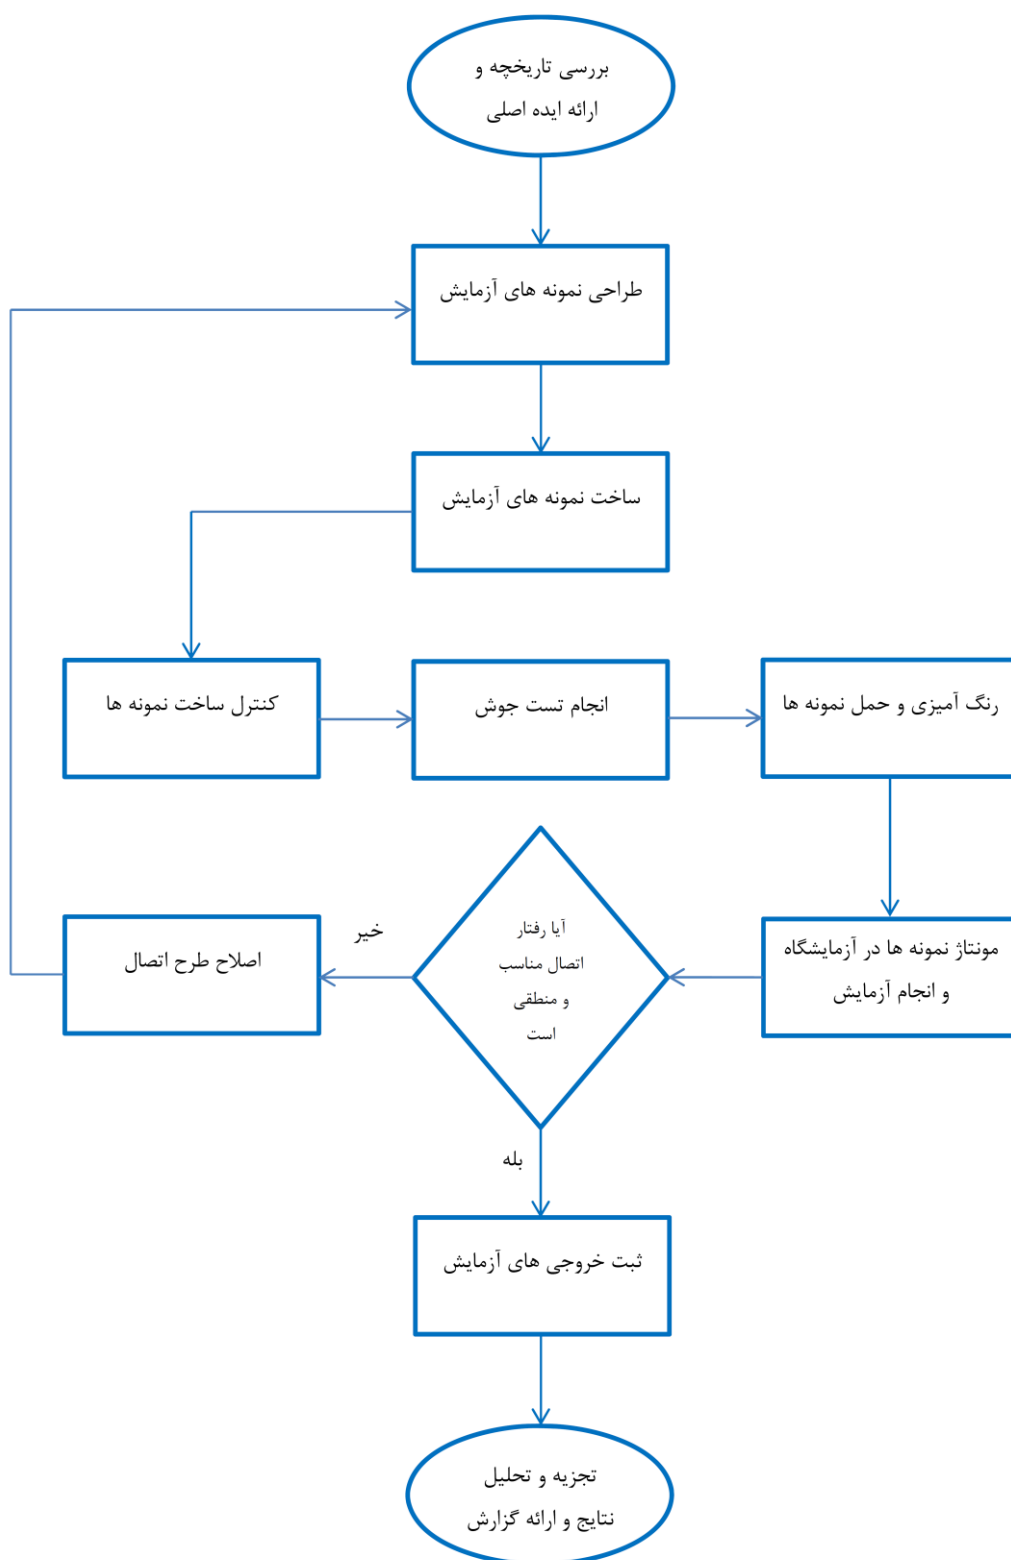 بررسی تاریخچه و
ارائه ایده اصلی
طراحی نمونه های آزمایش
ساخت نمونه های آزمایش
کنترل ساخت نمونه ها
انجام تست جوش
رنگ آمیزی و حمل نمونه ها
مونتاژ نمونه ها در آزمایشگاه
و انجام آزمایش
آیا رفتار
اتصال مناسب
و منطقی
است
خیر
اصلاح طرح اتصال
بله
ثبت خروجی های آزمایش
تجزیه و تحلیل
نتایج و ارائه گزارش